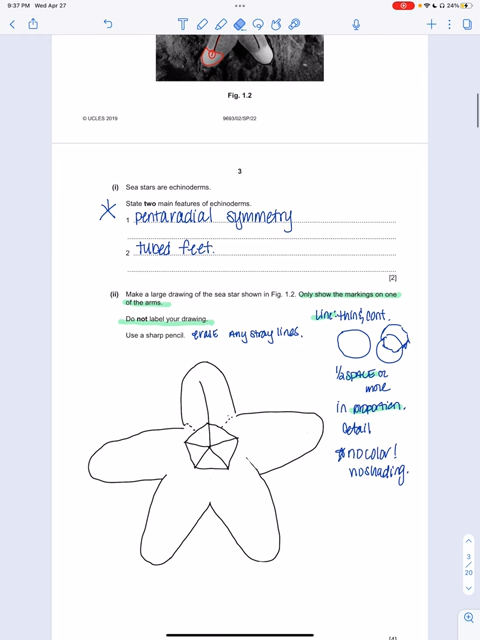 9:37 PM Wed Apr 27
24%
Fig. 1.2
© UCLES 2019
9693/02/SP/22
3
(i) Sea stars are echinoderms.
State two main features of echinoderms.
1 pentaradial symmetry
2 tubed feet.
[2]
(ii) Make a large drawing of the sea star shown in Fig. 1.2. Only show the markings on one
of the arms.
Do not label your drawing.
Use a sharp pencil. erase any stray lines.
Line: thin & cont.
1/2 SPACE or
more
in proportion.
detail
no color!
no shading.
3
/
20
[4]